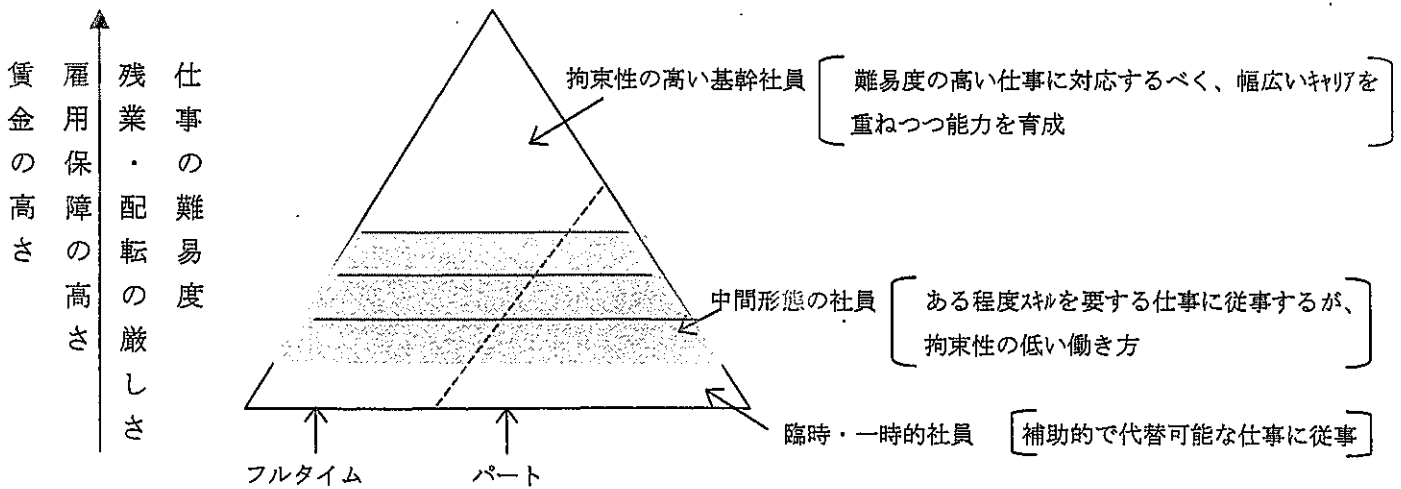 賃金の高さ
雇用保障の高さ
残業・配転の厳しさ
仕事の難易度
拘束性の高い基幹社員
難易度の高い仕事に対応するべく、幅広いｷｬﾘｱを
重ねつつ能力を育成
中間形態の社員
ある程度ｽｷﾙを要する仕事に従事するが、
拘束性の低い働き方
臨時・一時的社員
補助的で代替可能な仕事に従事
フルタイム
パート